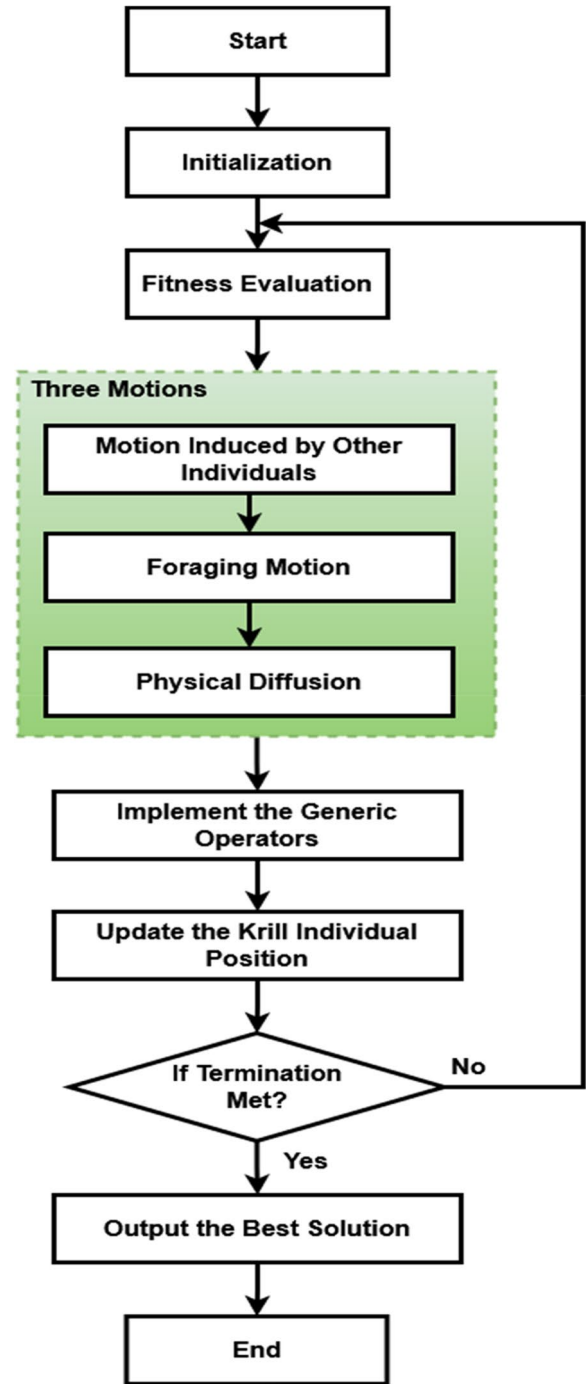 Start
Initialization
Fitness Evaluation
Three Motions
Motion Induced by Other
Individuals
Foraging Motion
Physical Diffusion
Implement the Generic
Operators
Update the Krill Individual
Position
If Termination
Met?
No
Yes
Output the Best Solution
End